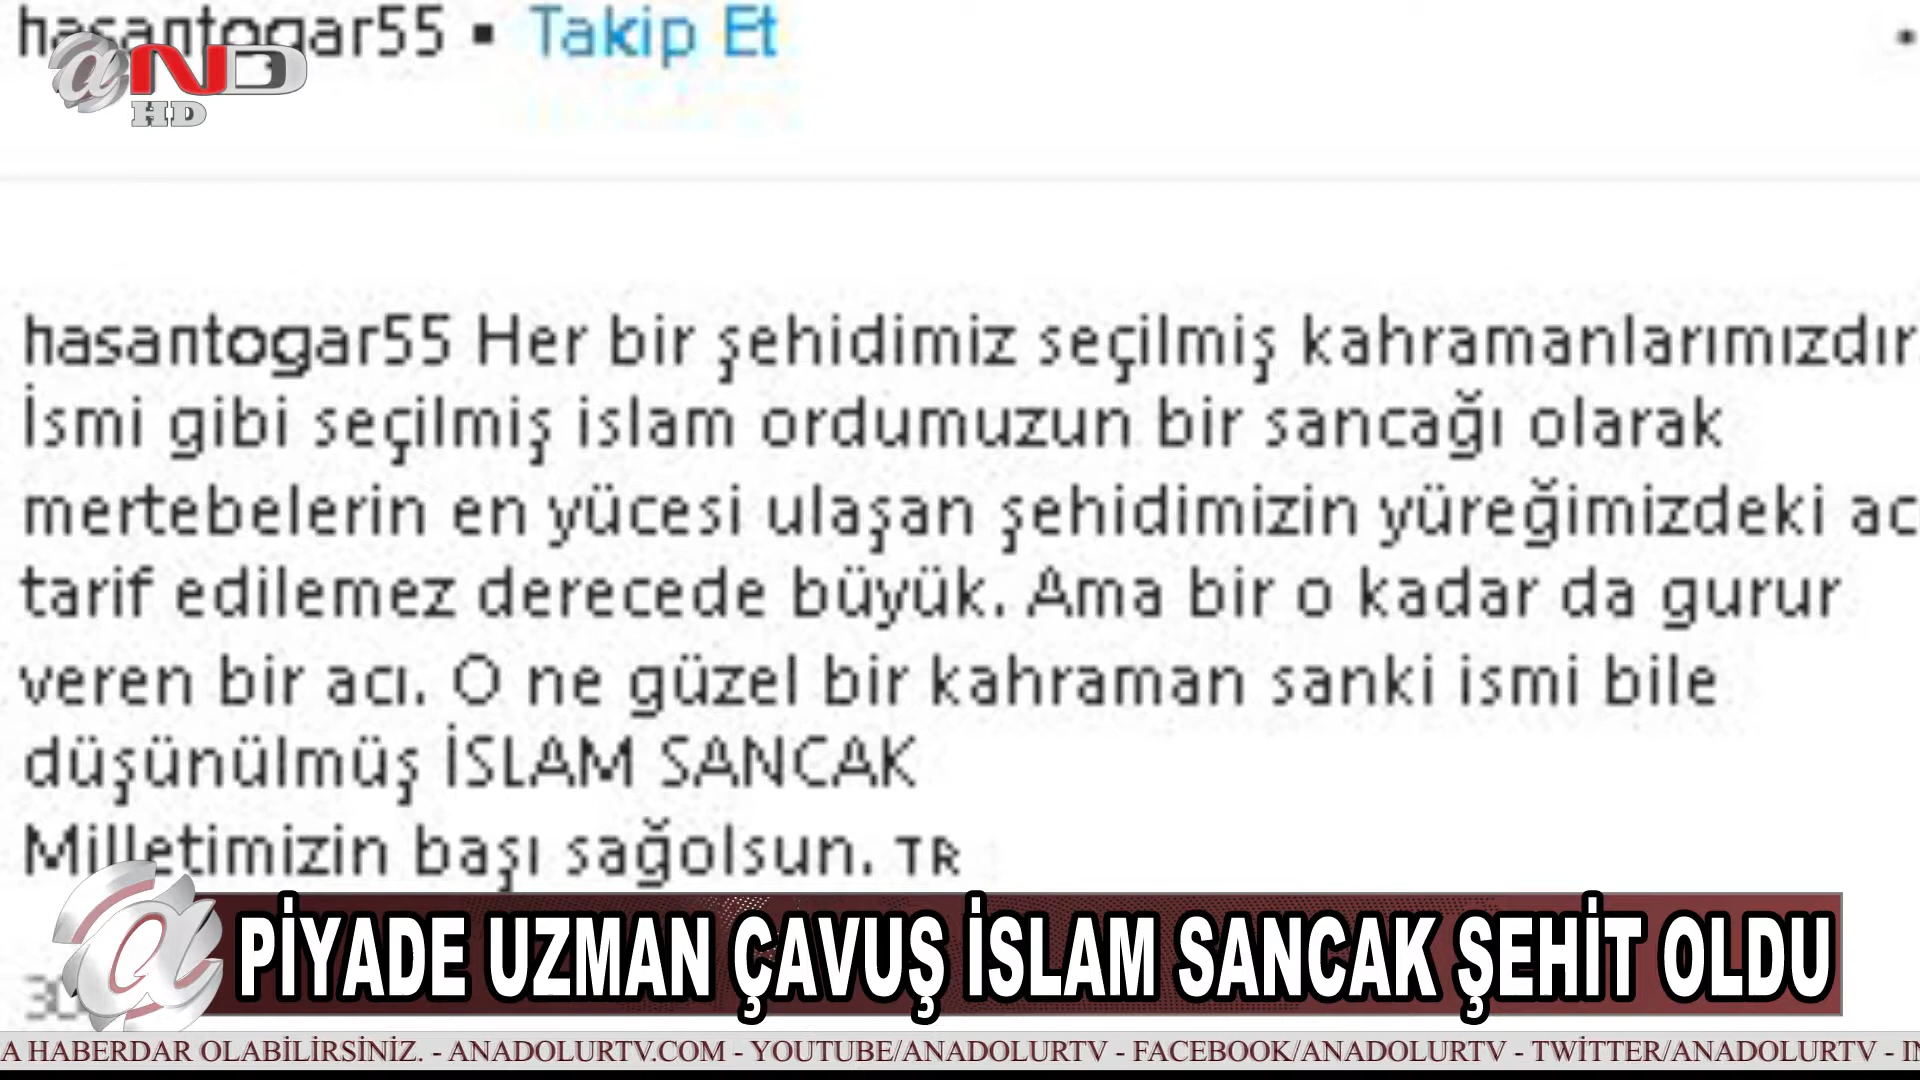 hasantogar55 • Takip Et
@ND
HD
hasantogar55 Her bir şehidimiz seçilmiş kahramanlarımızdır.
İsmi gibi seçilmiş islam ordumuzun bir sancağı olarak
mertebelerin en yücesi ulaşan şehidimizin yüreğimizdeki ac
tarif edilemez derecede büyük. Ama bir o kadar da gurur
veren bir acı. O ne güzel bir kahraman sanki ismi bile
düşünülmüş İSLAM SANCAK
Milletimizin başı sağolsun. TR
PİYADE UZMAN ÇAVUŞ İSLAM SANCAK ŞEHİT OLDU
A HABERDAR OLABİLİRSİNİZ. - ANADOLURTV.COM - YOUTUBE/ANADOLURTV - FACEBOOK/ANADOLURTV - TWİTTER/ANADOLURTV - IN